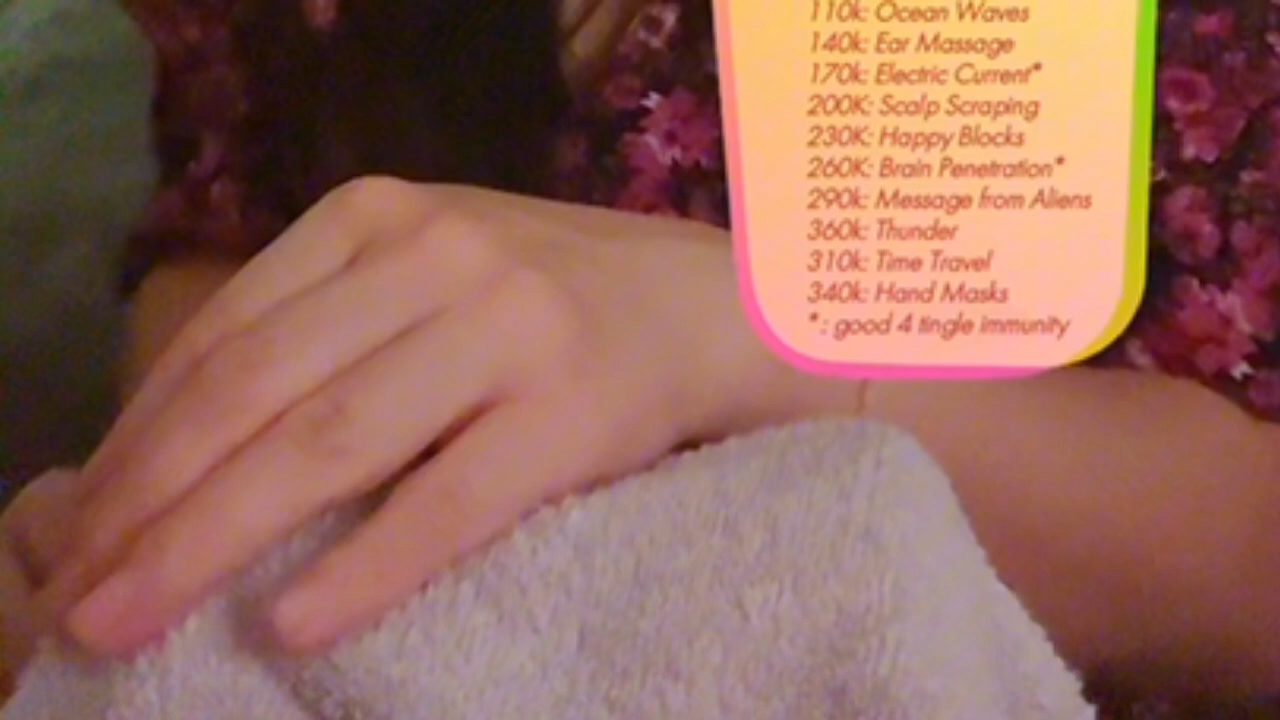 110k: Ocean Waves
140k: Ear Massage
170k: Electric Current*
200K: Scalp Scraping
230K: Happy Blocks
260K: Brain Penetration*
290k: Message from Aliens
360k: Thunder
310k: Time Travel
340k: Hand Masks
*: good 4 tingle immunity